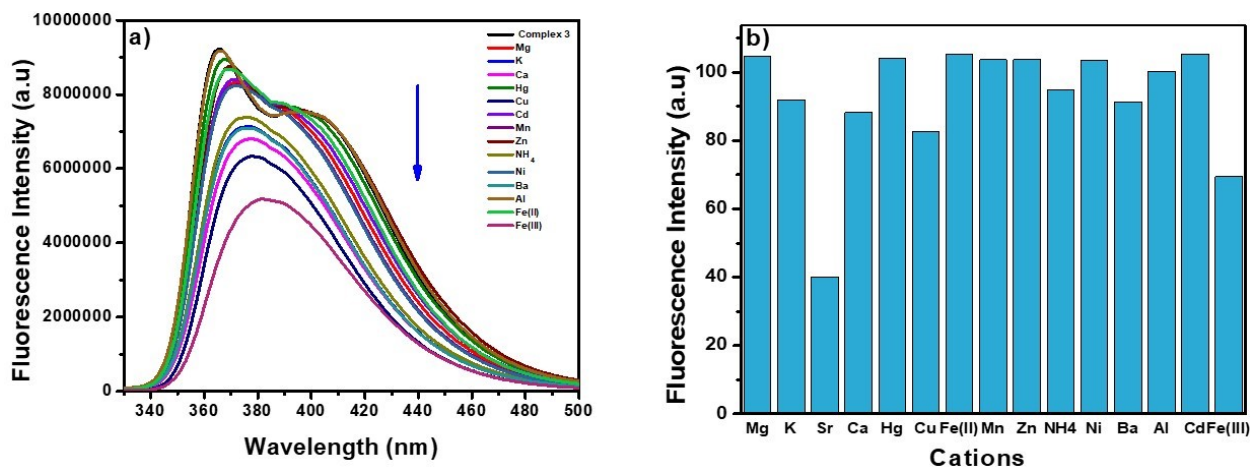 a)
Fluorescence Intensity (a.u)
10000000
8000000
6000000
4000000
2000000
0
340 360 380 400 420 440 460 480 500
Wavelength (nm)
Complex 3
Mg
K
Ca
Hg
Cu
Cd
Mn
Zn
NH4
Ni
Ba
Al
Fe(II)
Fe(III)
b)
Fluorescence Intensity (a.u)
100
80
60
40
20
0
Mg K Sr Ca Hg Cu Fe(II) Mn Zn NH4 Ni Ba Al Cd Fe(III)
Cations